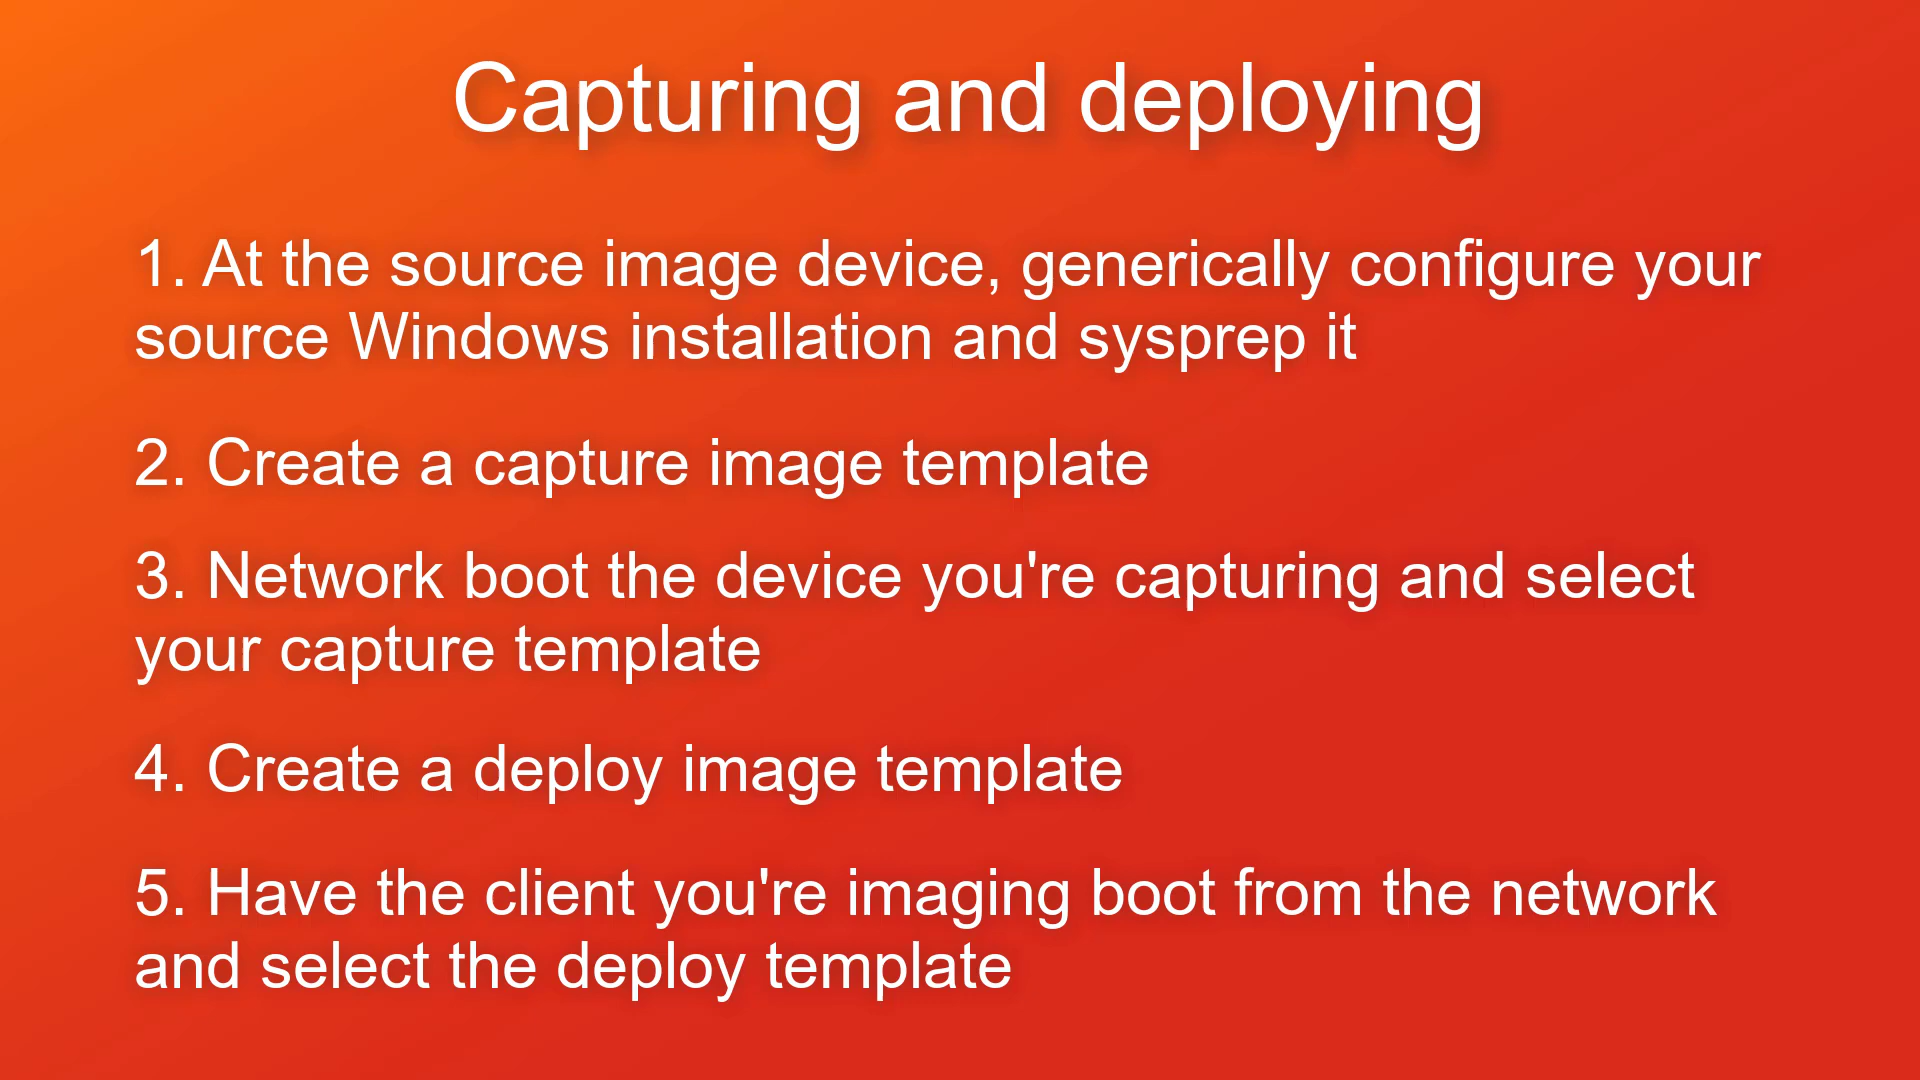 Capturing and deploying
1. At the source image device, generically configure your
source Windows installation and sysprep it
2. Create a capture image template
3. Network boot the device you're capturing and select
your capture template
4. Create a deploy image template
5. Have the client you're imaging boot from the network
and select the deploy template